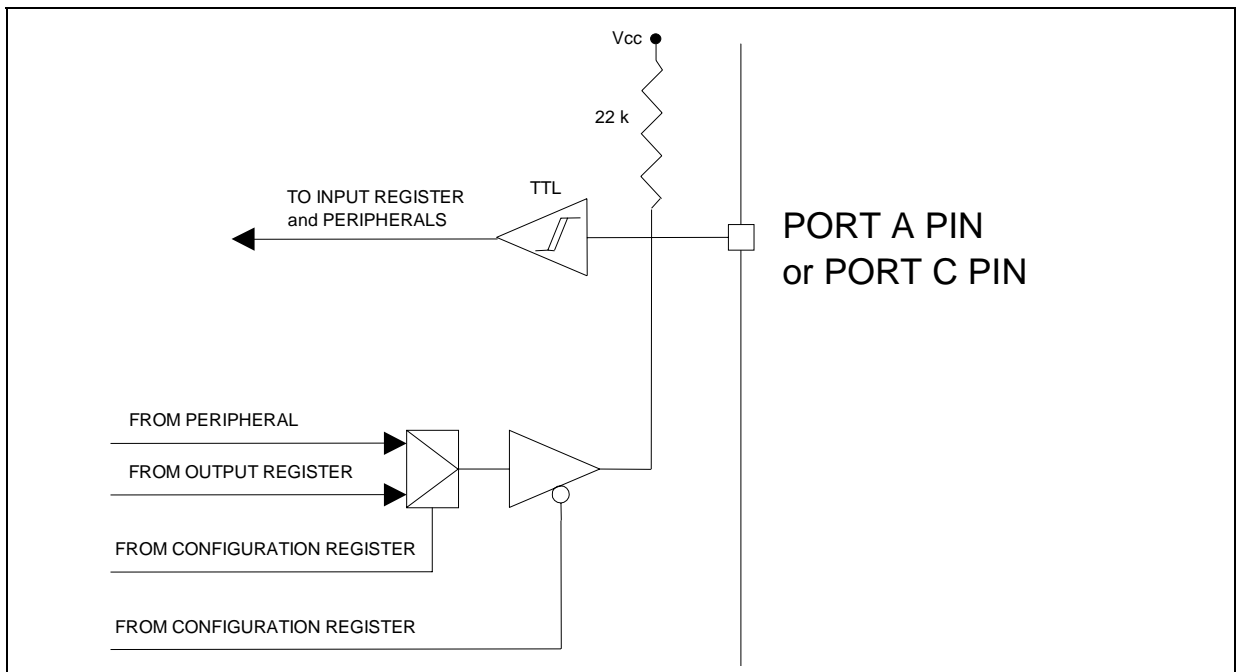 Vcc
22 k
TTL
TO INPUT REGISTER
and PERIPHERALS
PORT A PIN
or PORT C PIN
FROM PERIPHERAL
FROM OUTPUT REGISTER
FROM CONFIGURATION REGISTER
FROM CONFIGURATION REGISTER